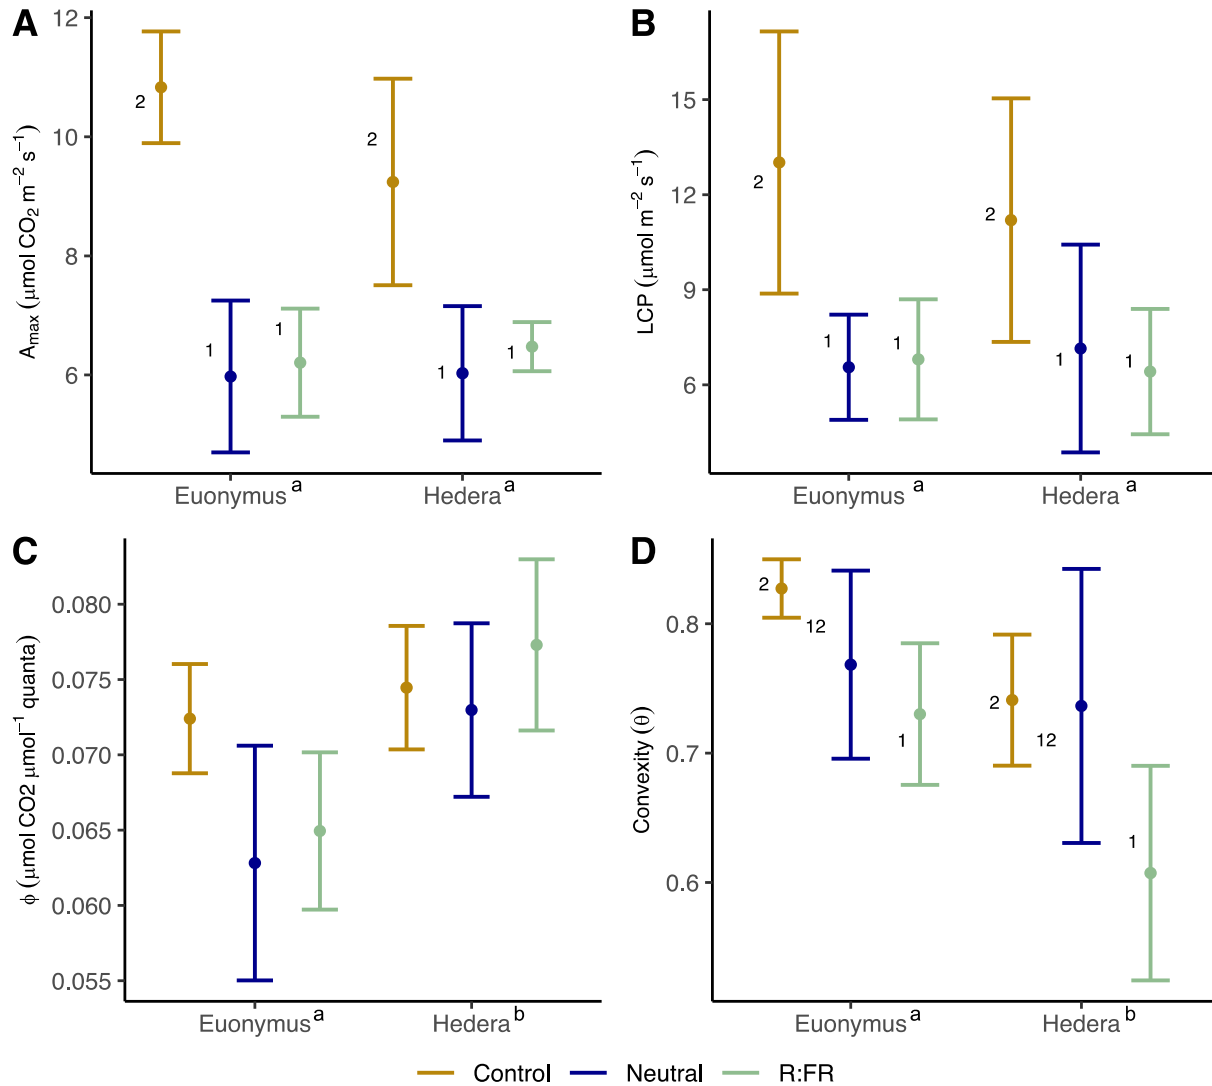 A
12
10
8
6
Amax (μmol CO2 m−2 s−1)
2
1
1
2
1
1
Euonymus a
Hedera a
B
15
12
9
6
LCP (μmol m−2 s−1)
2
1
1
2
1
1
Euonymus a
Hedera a
C
0.080
0.075
0.070
0.065
0.060
0.055
ϕ (μmol CO2 μmol−1 quanta)
Euonymus a
Hedera b
D
0.8
0.7
0.6
Convexity (θ)
2
12
1
2
12
1
Euonymus a
Hedera b
Control Neutral R:FR